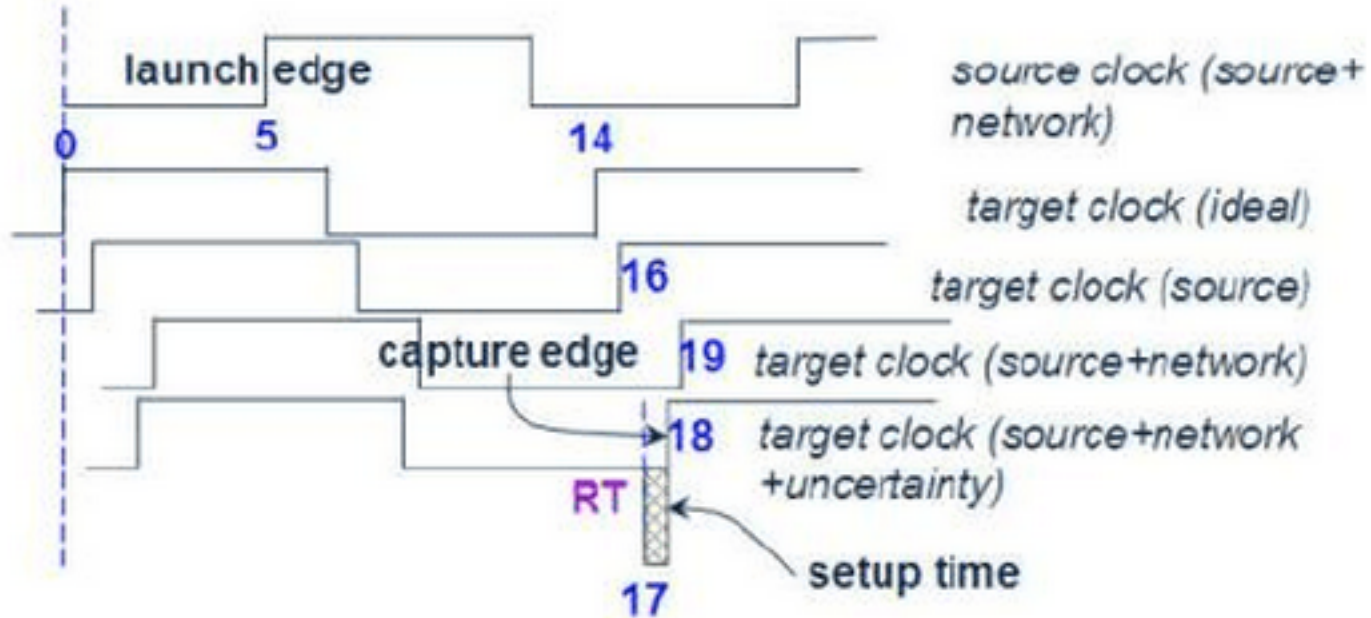 launch edge
source clock (source+
network)
0
5
14
target clock (ideal)
16
target clock (source)
capture edge
19
target clock (source+network)
18
target clock (source+network
+uncertainty)
RT
setup time
17